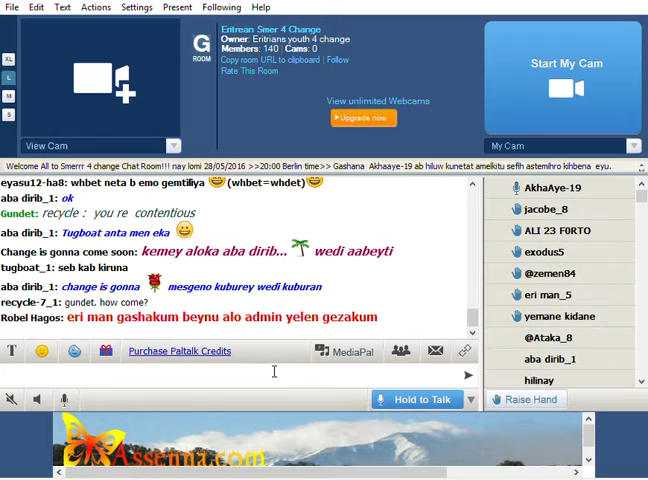 File Edit Text Actions Settings Present Following Help
XL
L
M
S
View Cam
G
ROOM
Eritrean Smer 4 Change
Owner: Eritrians youth 4 change
Members: 140 | Cams: 0
Copy room URL to clipboard | Follow
Rate This Room
View unlimited Webcams
Upgrade now
Start My Cam
My Cam
Welcome All to Smerrr 4 change Chat Room!!! nay lomi 28/05/2016 >>20:00 Berlin time>> Gashana Akhaaye-19 ab hiluw kunetat amelkitu sefih astemihro kihbena eyu.
eyasu12-ha8: whbet neta b emo gemtiliya (whbet=whdet)
aba dirib_1: ok
Gundet: recycle : you re contentious
aba dirib_1: Tugboat anta men eka
Change is gonna come soon: kemey aloka aba dirib... wedi aabeyti
tugboat_1: seb kab kiruna
aba dirib_1: change is gonna mesgeno kuburey wedi kuburan
recycle-7_1: gundet. how come?
Robel Hagos: eri man gashakum beynu alo admin yelen gezakum
AkhaAye-19
jacobe_8
ALI 23 F0RTO
exodus5
@zemen84
eri man_5
yemane kidane
@Ataka_8
aba dirib_1
hilinay
T
Purchase Paltalk Credits
MediaPal
Hold to Talk
Raise Hand
Assenna.com